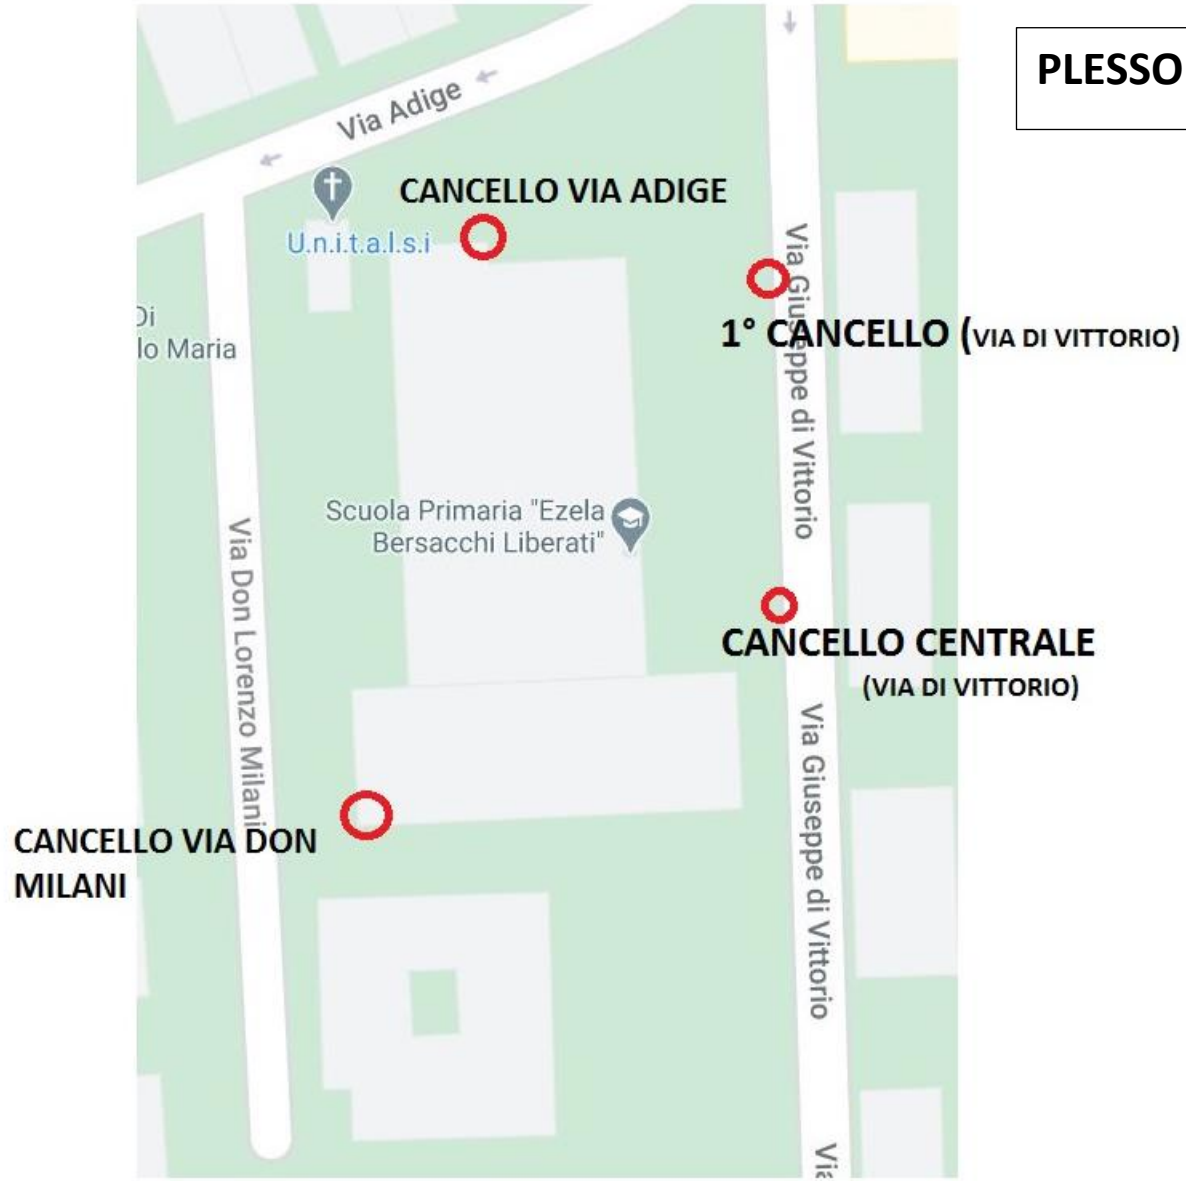 PLESSO
Via Adige
CANCELLO VIA ADIGE
U.n.i.t.a.l.s.i
Via Giuseppe di Vittorio
Di
lo Maria
1° CANCELLO (VIA DI VITTORIO)
Scuola Primaria "Ezela
Bersacchi Liberati"
Via Don Lorenzo Milani
CANCELLO CENTRALE
(VIA DI VITTORIO)
Via Giuseppe di Vittorio
CANCELLO VIA DON
MILANI
Via